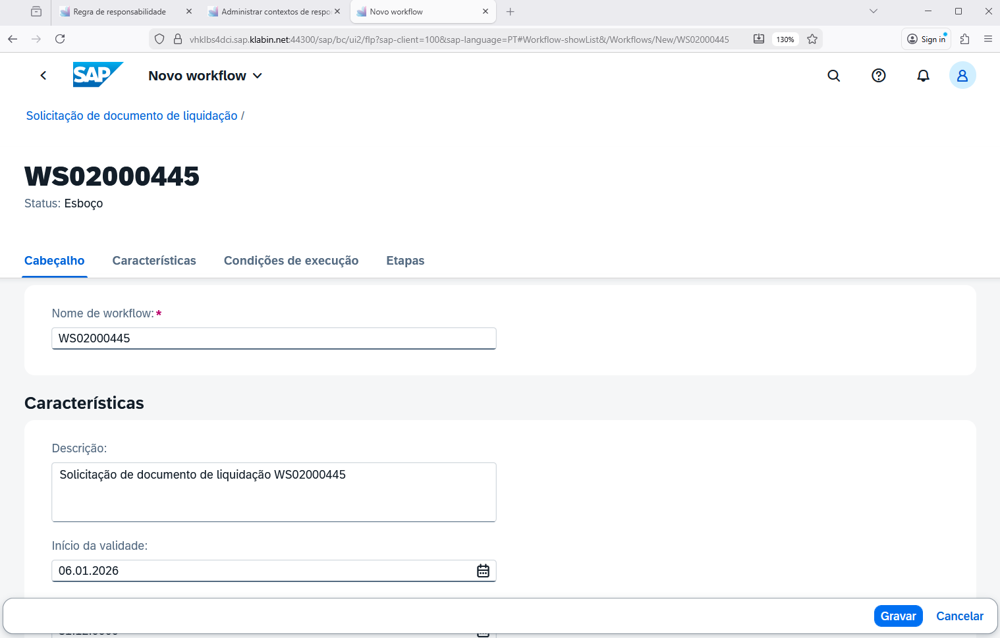 Regra de responsabilidade
Administrar contextos de respo
Novo workflow
vhklbs4dci.sap.klabin.net:44300/sap/bc/ui2/flp?sap-client=100&sap-language=PT#Workflow-showList&/Workflows/New/WS02000445
130%
Sign in
SAP
Novo workflow
Solicitação de documento de liquidação /
WS02000445
Status: Esboço
Cabeçalho
Características
Condições de execução
Etapas
Nome de workflow:*
WS02000445
Características
Descrição:
Solicitação de documento de liquidação WS02000445
Início da validade:
06.01.2026
Gravar
Cancelar